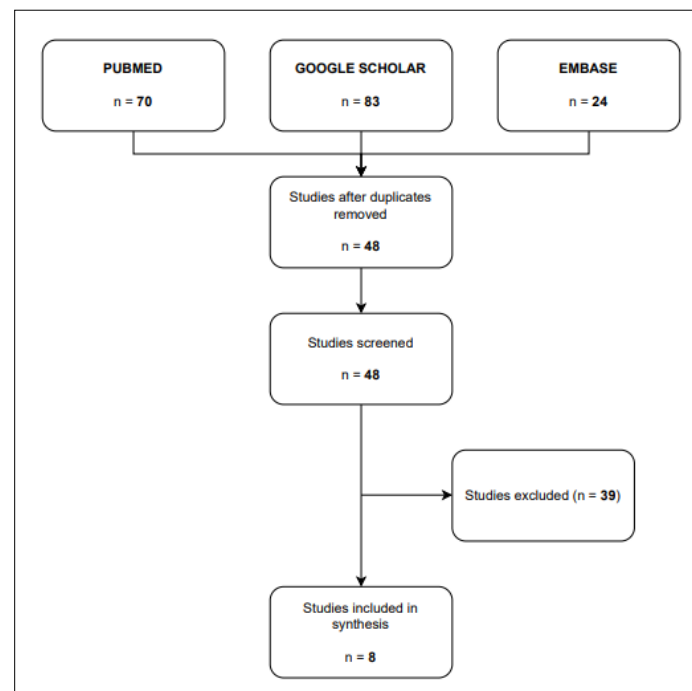 PUBMED
n = 70
GOOGLE SCHOLAR
n = 83
EMBASE
n = 24
Studies after duplicates
removed
n = 48
Studies screened
n = 48
Studies excluded (n = 39)
Studies included in
synthesis
n = 8